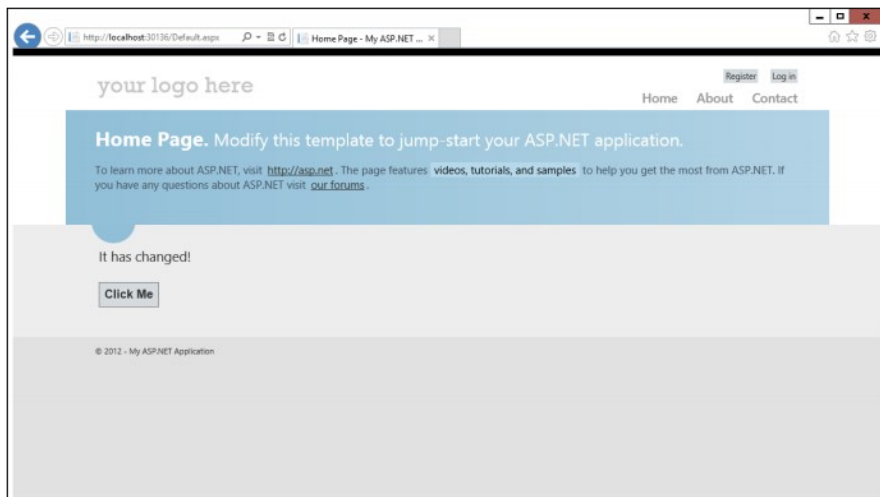 http://localhost:30136/Default.aspx
Home Page - My ASP.NET ...
Register Log in
your logo here
Home About Contact
Home Page. Modify this template to jump-start your ASP.NET application.
To learn more about ASP.NET, visit http://asp.net . The page features videos, tutorials, and samples to help you get the most from ASP.NET. If
you have any questions about ASP.NET visit our forums .
It has changed!
Click Me
© 2012 - My ASP.NET Application